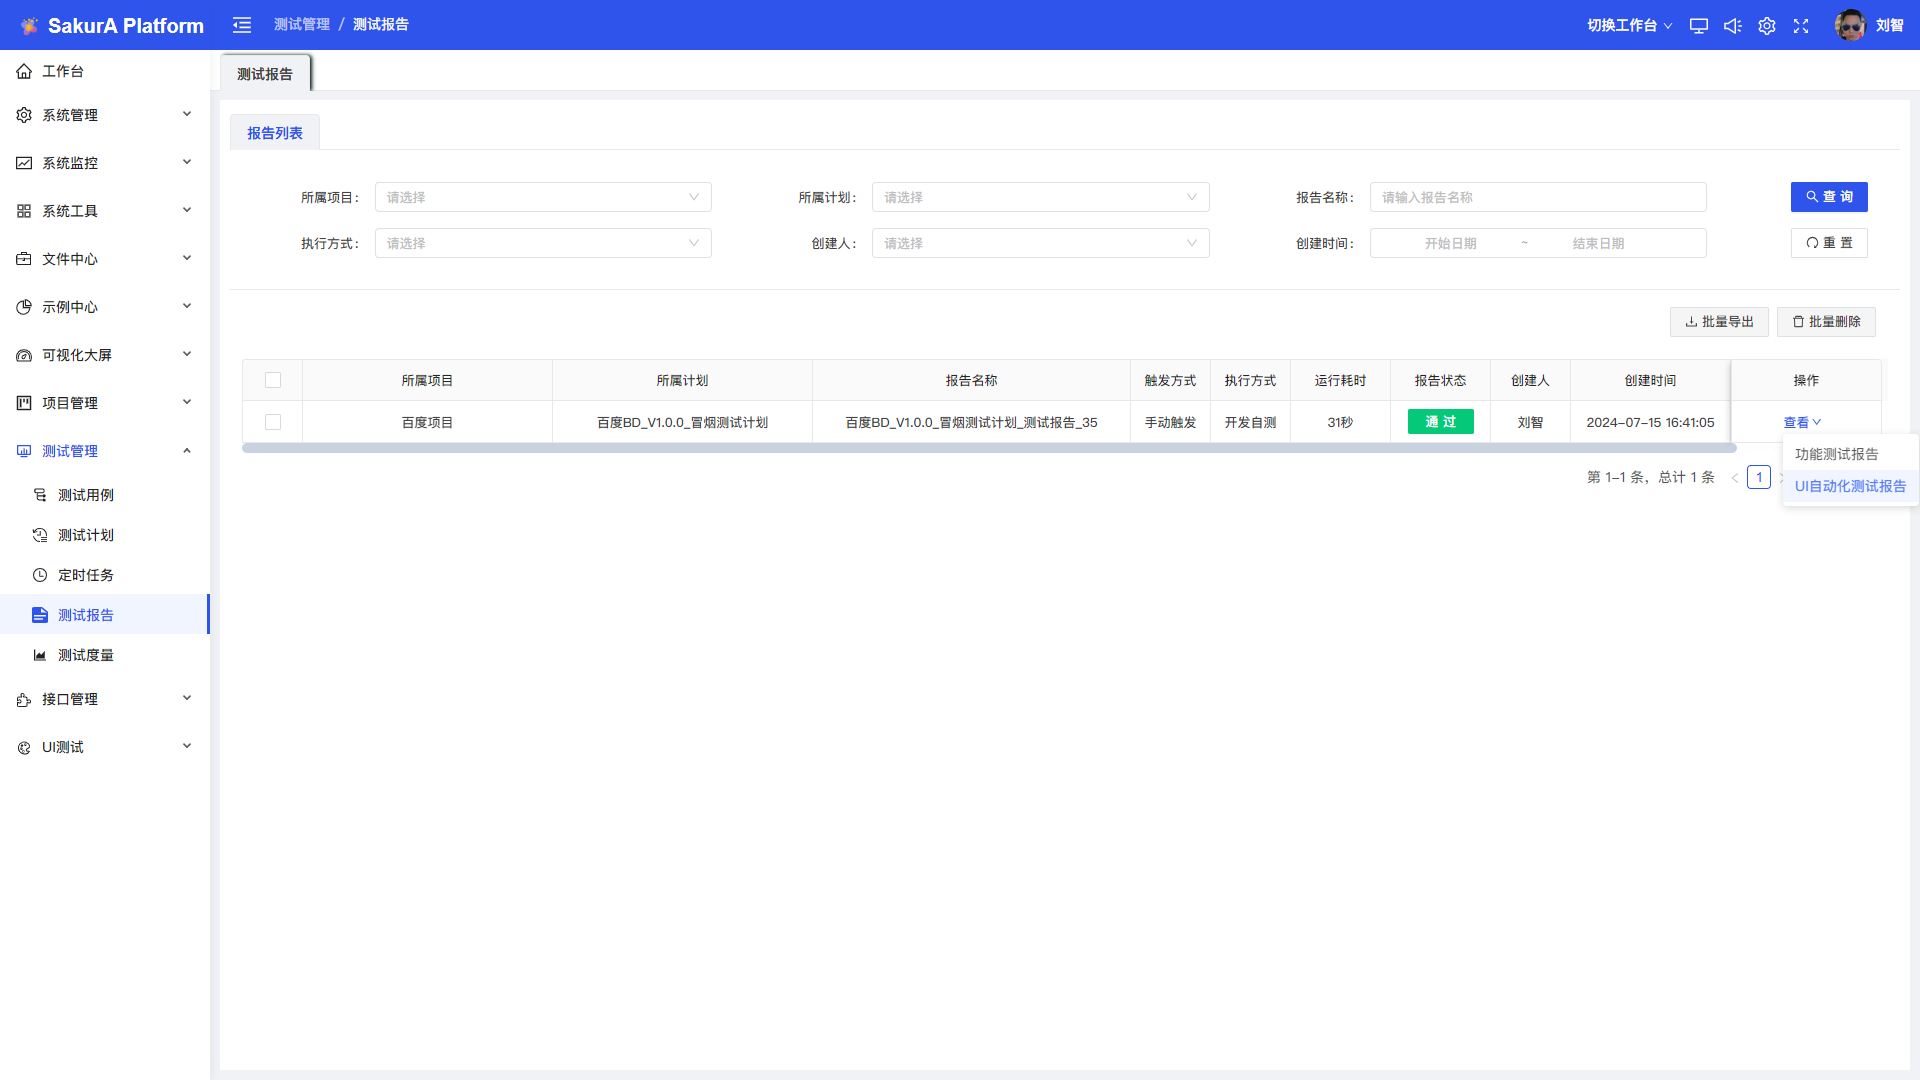 SakurA Platform
测试管理 / 测试报告
切换工作台
刘智
工作台
系统管理
系统监控
系统工具
文件中心
示例中心
可视化大屏
项目管理
测试管理
测试用例
测试计划
定时任务
测试报告
测试度量
接口管理
UI测试
测试报告
报告列表
所属项目: 请选择
所属计划: 请选择
报告名称: 请输入报告名称
查 询
执行方式: 请选择
创建人: 请选择
创建时间: 开始日期 ~ 结束日期
重 置
批量导出
批量删除
所属项目 所属计划 报告名称 触发方式 执行方式 运行耗时 报告状态 创建人 创建时间 操作
百度项目 百度BD_V1.0.0_冒烟测试计划 百度BD_V1.0.0_冒烟测试计划_测试报告_35 手动触发 开发自测 31秒 通 过 刘智 2024-07-15 16:41:05 查看
功能测试报告
UI自动化测试报告
第 1-1 条，总计 1 条 < 1 >